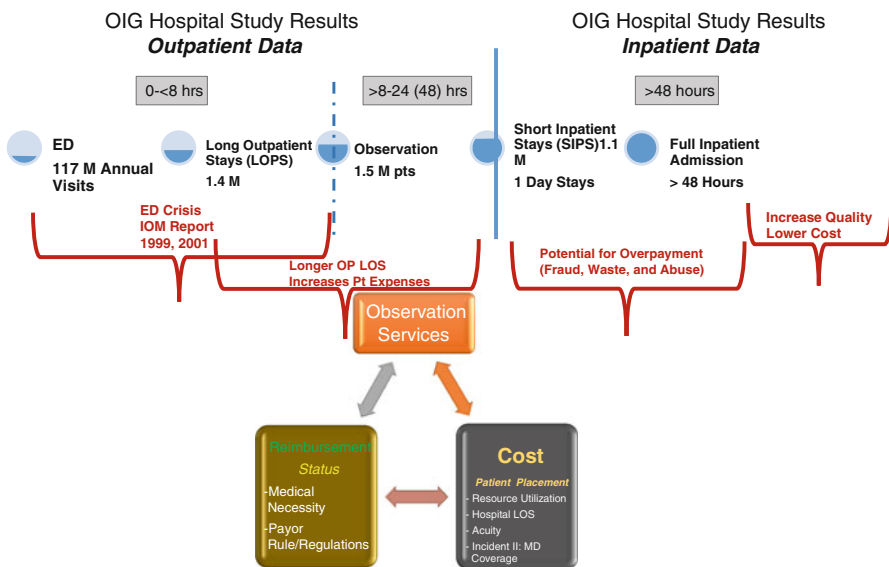 OIG Hospital Study Results
Outpatient Data
OIG Hospital Study Results
Inpatient Data
0-<8 hrs
>8-24 (48) hrs
>48 hours
ED
117 M Annual
Visits
Long Outpatient
Stays (LOPS)
1.4 M
Observation
1.5 M pts
Short Inpatient
Stays (SIPS)1.1
M
1 Day Stays
Full Inpatient
Admission
> 48 Hours
ED Crisis
IOM Report
1999, 2001
Longer OP LOS
Increases Pt Expenses
Potential for Overpayment
(Fraud, Waste, and Abuse)
Increase Quality
Lower Cost
Observation
Services
Reimbursement
Status
-Medical
Necessity
-Payor
Rule/Regulations
Cost
Patient Placement
- Resource Utilization
- Hospital LOS
- Acuity
- Incident II: MD
Coverage